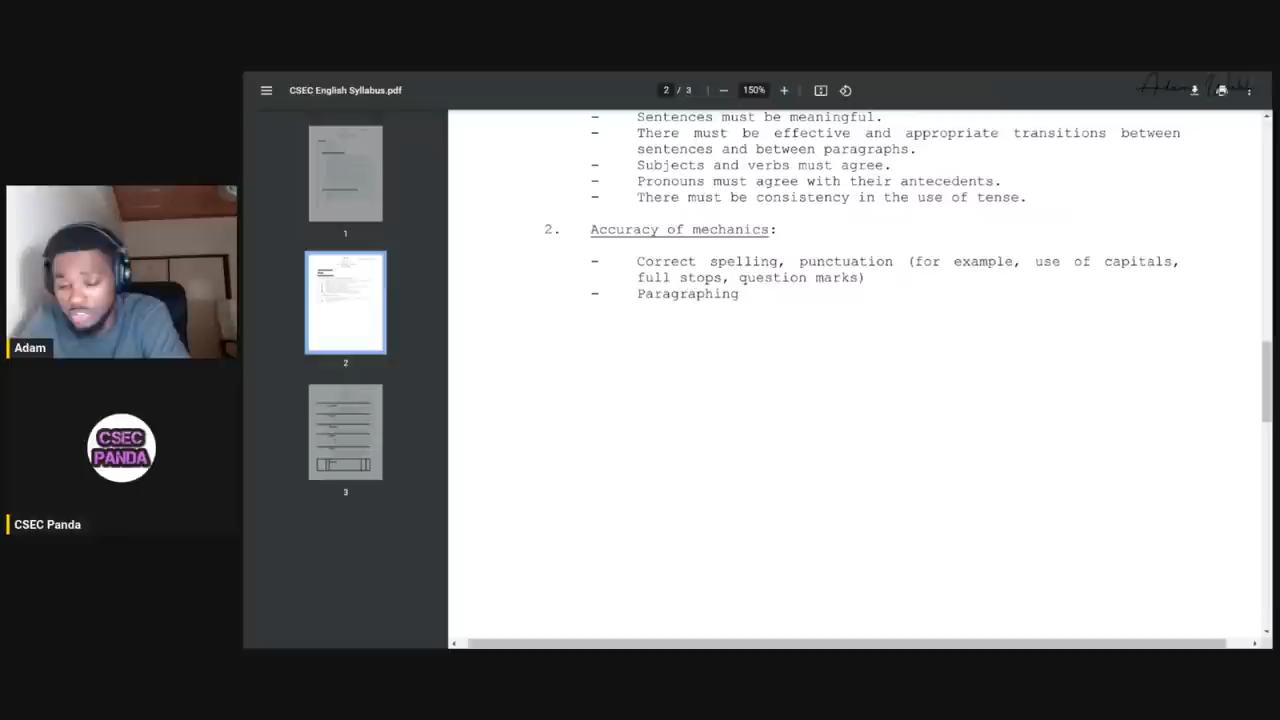 CSEC English Syllabus.pdf
2 / 3
150%
Adam
- Sentences must be meaningful.
- There must be effective and appropriate transitions between
sentences and between paragraphs.
- Subjects and verbs must agree.
- Pronouns must agree with their antecedents.
- There must be consistency in the use of tense.
2. Accuracy of mechanics:
- Correct spelling, punctuation (for example, use of capitals,
full stops, question marks)
- Paragraphing
1
2
3
Adam
CSEC
PANDA
CSEC Panda